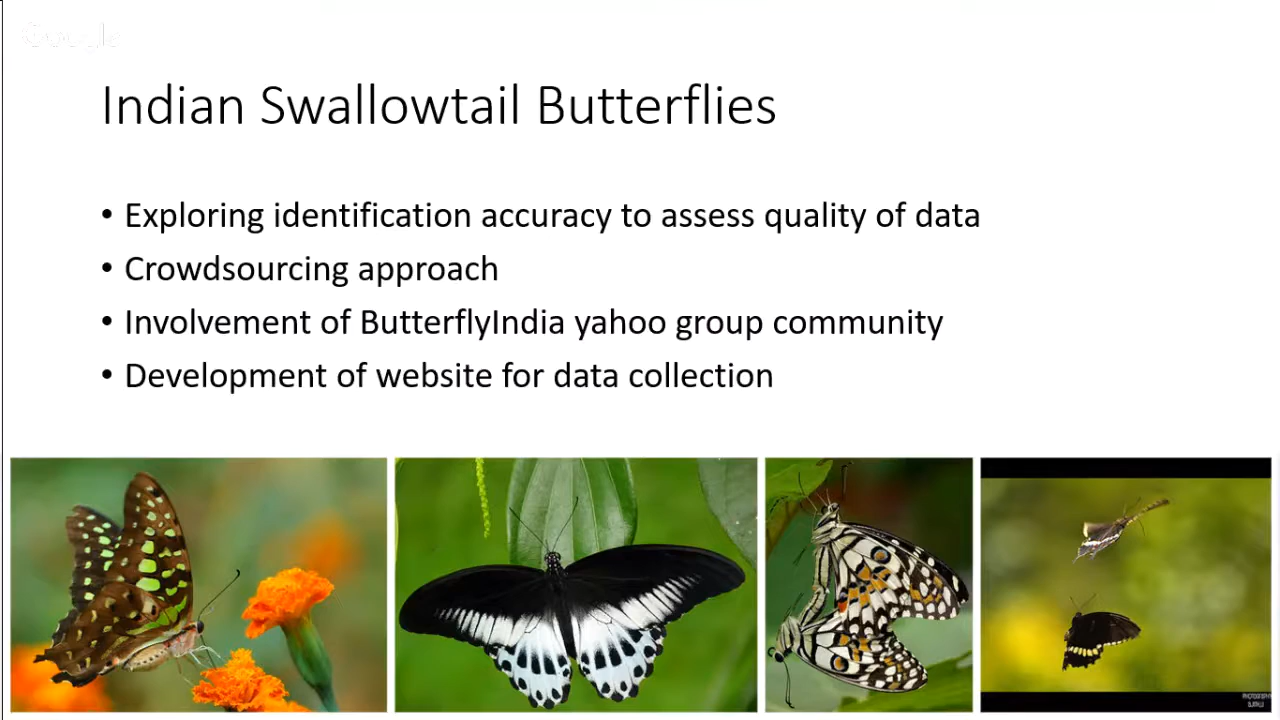 Indian Swallowtail Butterflies
• Exploring identification accuracy to assess quality of data
• Crowdsourcing approach
• Involvement of ButterflyIndia yahoo group community
• Development of website for data collection